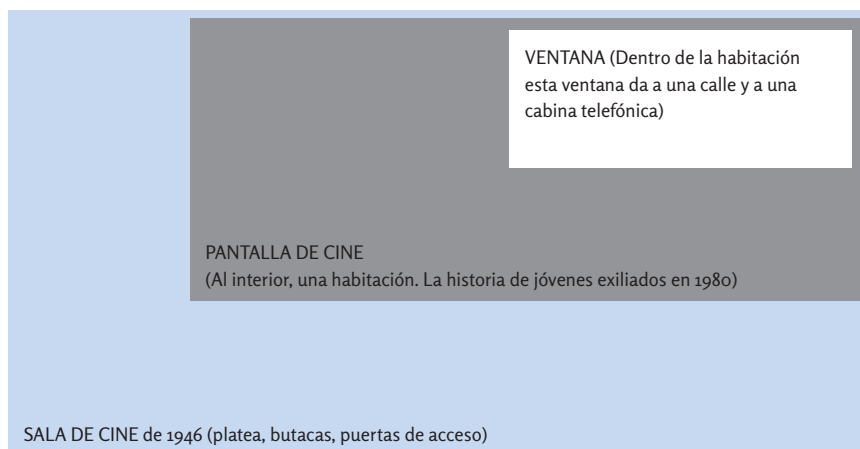 VENTANA (Dentro de la habitación
esta ventana da a una calle y a una
cabina telefónica)
PANTALLA DE CINE
(Al interior, una habitación. La historia de jóvenes exiliados en 1980)
SALA DE CINE de 1946 (platea, butacas, puertas de acceso)